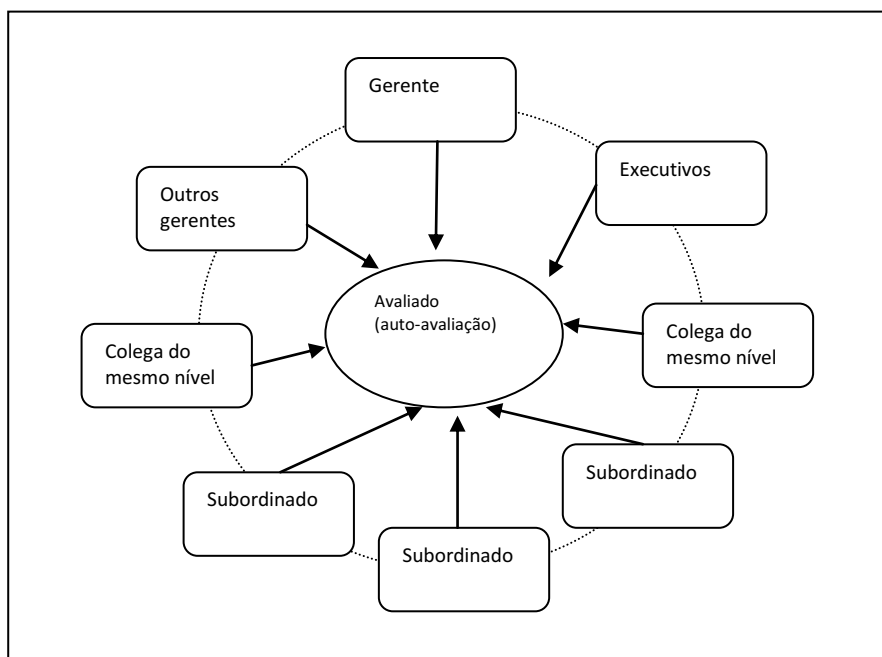 Gerente
Executivos
Outros
gerentes
Avaliado
(auto-avaliação)
Colega do
mesmo nível
Colega do
mesmo nível
Subordinado
Subordinado
Subordinado